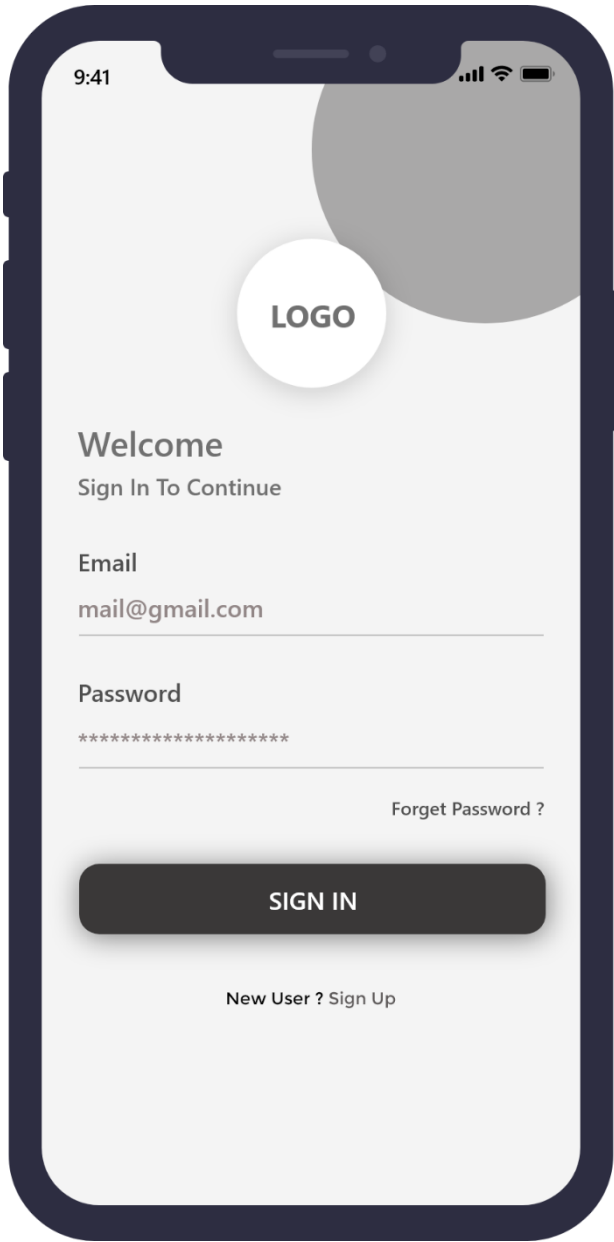 9:41
LOGO
Welcome
Sign In To Continue
Email
mail@gmail.com
Password
********************
Forget Password ?
SIGN IN
New User ? Sign Up